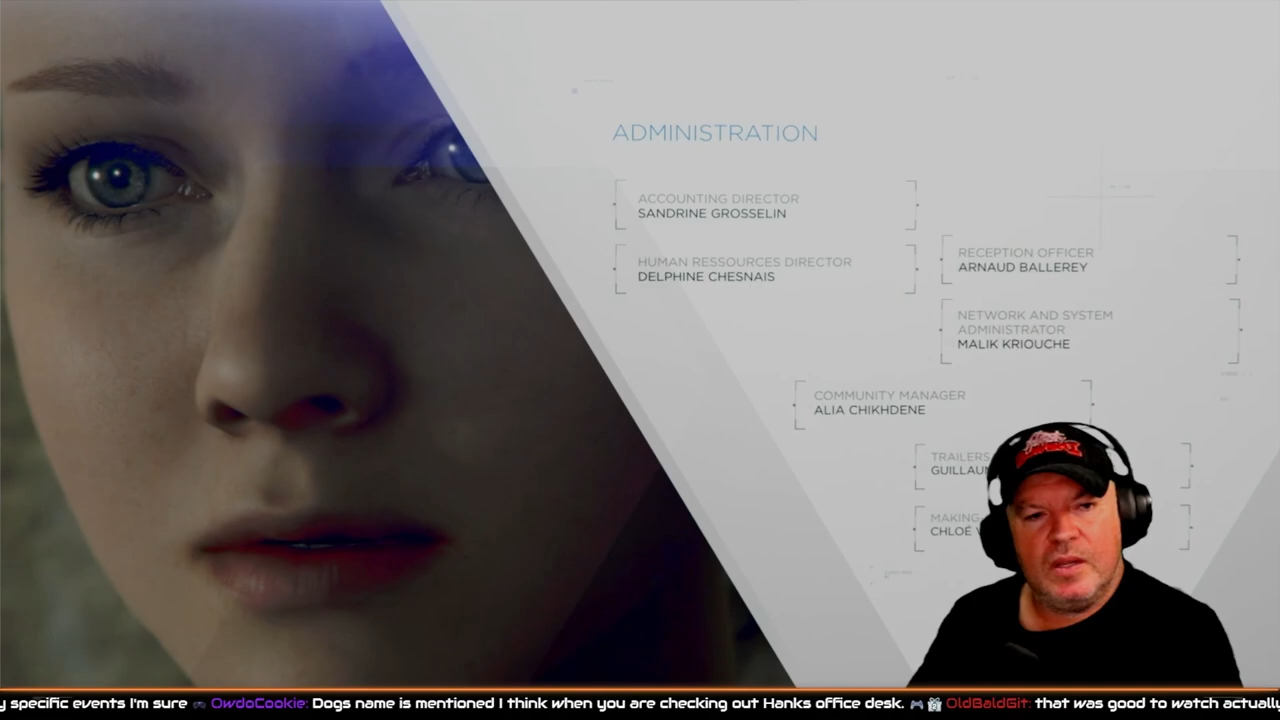 ADMINISTRATION
ACCOUNTING DIRECTOR
SANDRINE GROSSELIN
HUMAN RESSOURCES DIRECTOR
DELPHINE CHESNAIS
RECEPTION OFFICER
ARNAUD BALLEREY
NETWORK AND SYSTEM
ADMINISTRATOR
MALIK KRIOUCHE
COMMUNITY MANAGER
ALIA CHIKHDENE
TRAILERS
MAKING
CHLOÉ
specific events I'm sure OwdoCookie: Dogs name is mentioned I think when you are checking out Hanks office desk. OldBaldGit: that was good to watch actually